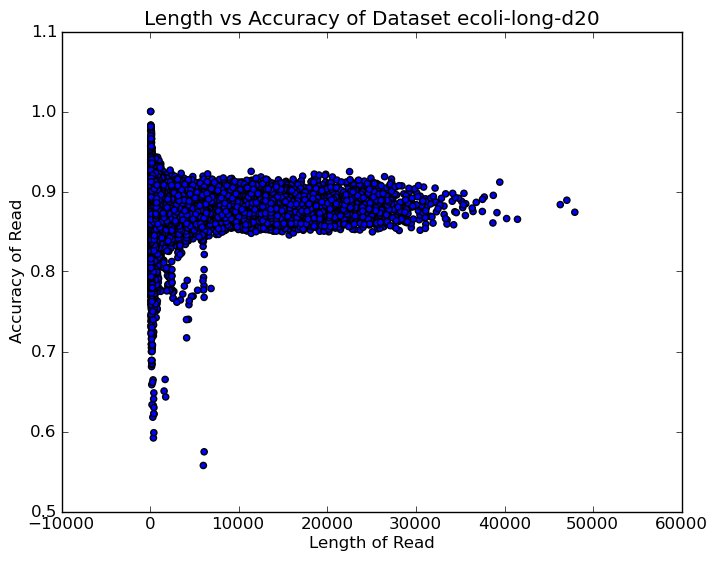 Length vs Accuracy of Dataset ecoli-long-d20
1.1
1.0
0.9
0.8
0.7
0.6
0.5
Accuracy of Read
−10000 0 10000 20000 30000 40000 50000 60000
Length of Read